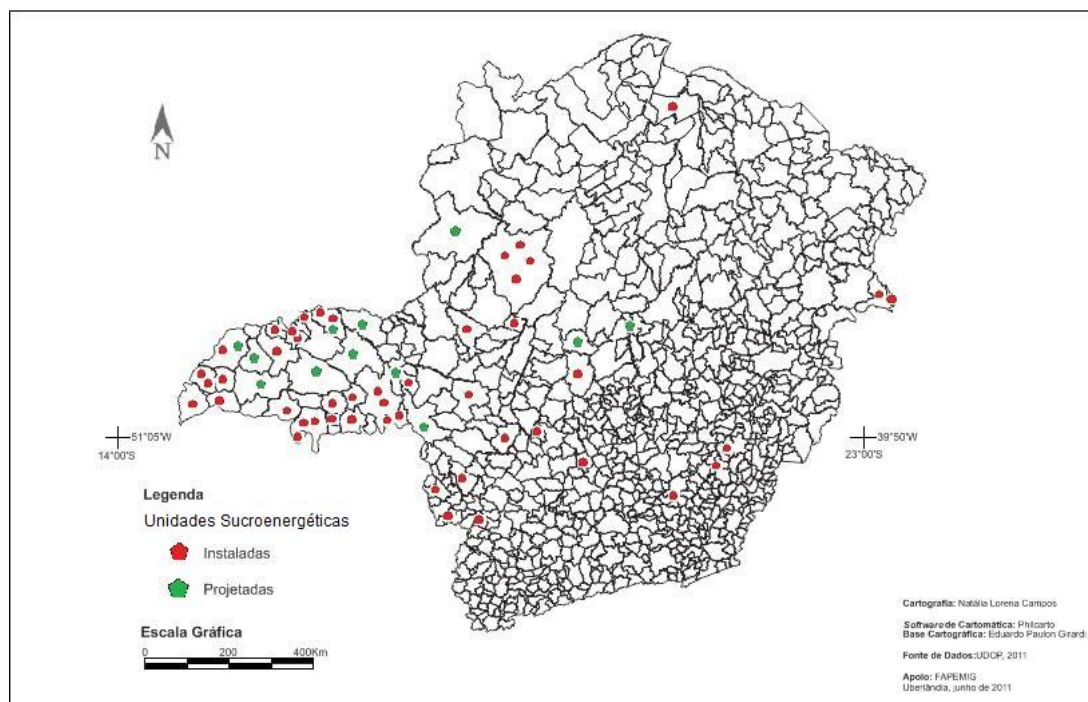 N
51°05'W
14°00'S
39°50'W
23°00'S
Legenda
Unidades Sucroenergéticas
Instaladas
Projetadas
Escala Gráfica
0 200 400Km
Cartografia: Natália Lorena Campos
Software de Cartomática: Philcarto
Base Cartográfica: Eduardo Paulon Girardi
Fonte de Dados:UDOP, 2011
Apoio: FAPEMIG
Uberlândia, junho de 2011